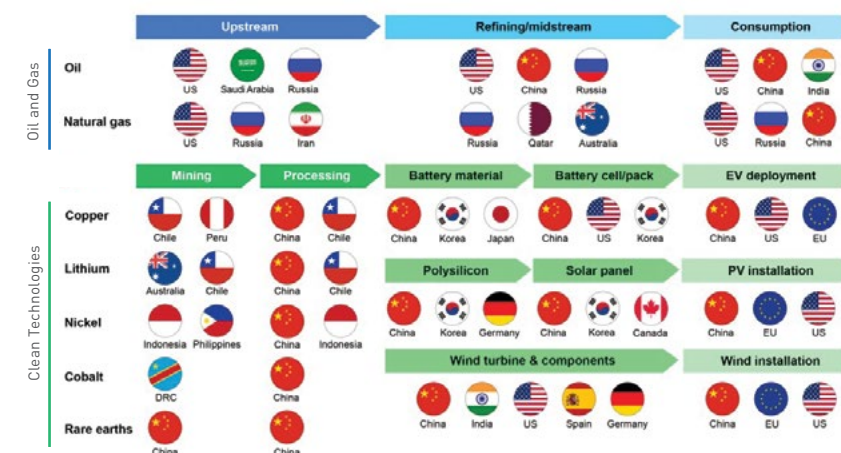 Upstream Refining/midstream Consumption
Oil and Gas
Oil
US Saudi Arabia Russia US China Russia US China India
Natural gas
US Russia Iran Russia Qatar Australia US Russia China
Mining Processing Battery material Battery cell/pack EV deployment
Clean Technologies
Copper
Chile Peru China Chile China Korea Japan China US Korea China US EU
Lithium
Australia Chile China Chile
Polysilicon Solar panel PV installation
Nickel
Indonesia Philippines China Indonesia China Korea Germany China Korea Canada China EU US
Wind turbine & components Wind installation
Cobalt
DRC China
China India US Spain Germany China EU US
Rare earths
China China